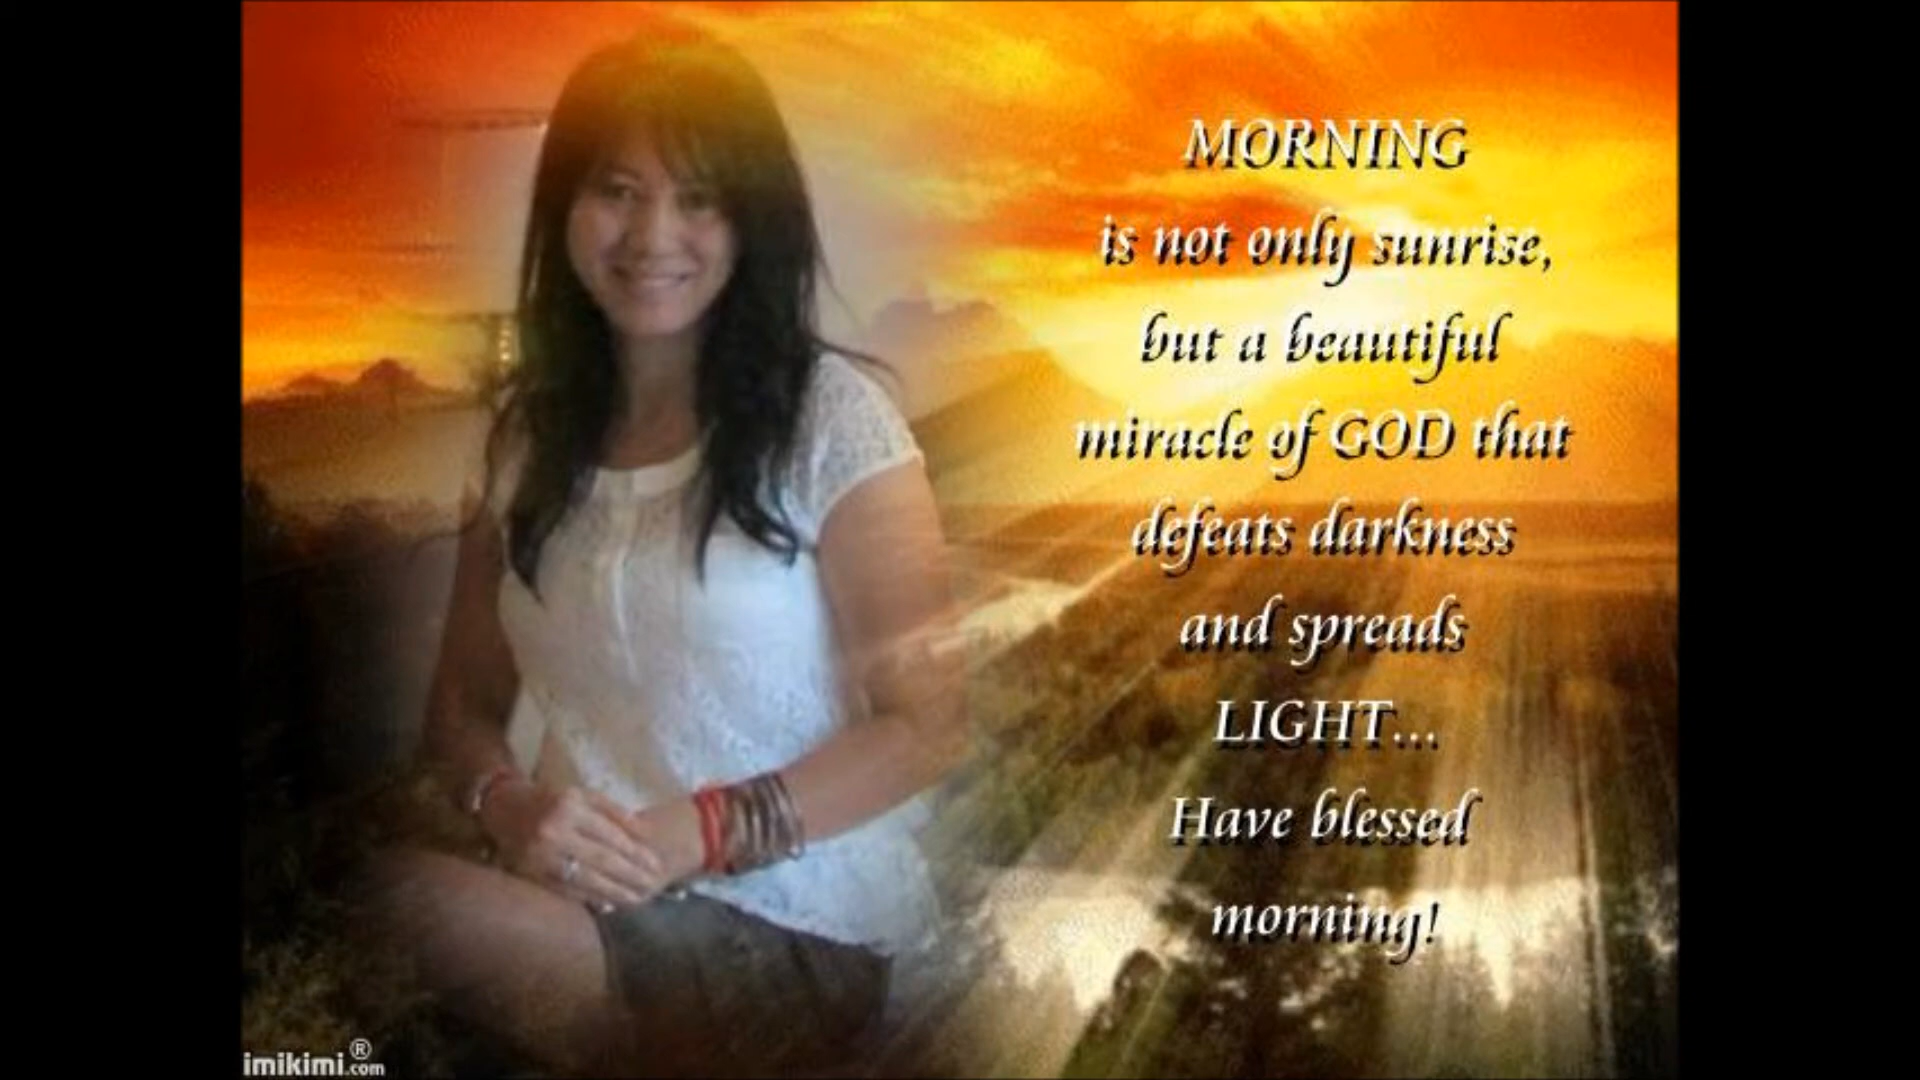 MORNING
is not only sunrise,
but a beautiful
miracle of GOD that
defeats darkness
and spreads
LIGHT...
Have blessed
morning!
imikimi.com®